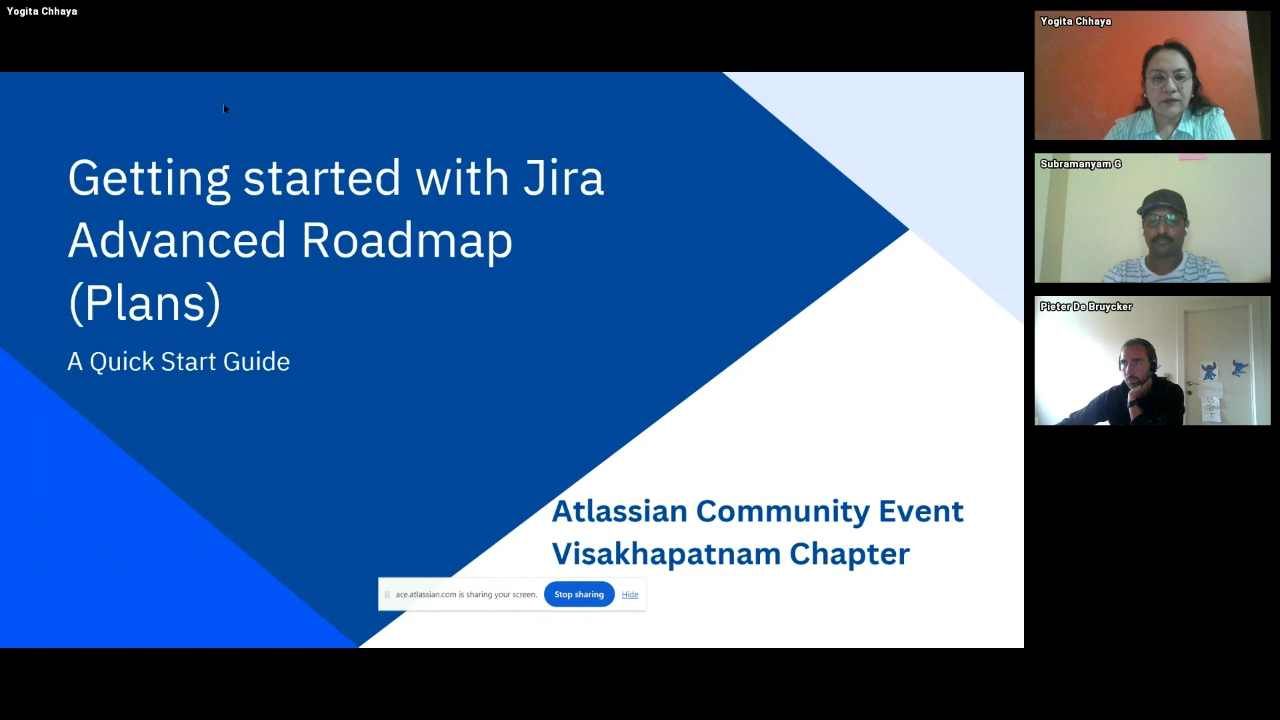 Yogita Chhaya
Getting started with Jira
Advanced Roadmap
(Plans)
A Quick Start Guide
Atlassian Community Event
Visakhapatnam Chapter
ace.atlassian.com is sharing your screen.
Stop sharing
Hide
Yogita Chhaya
Subramanyam G
Pieter De Bruycker